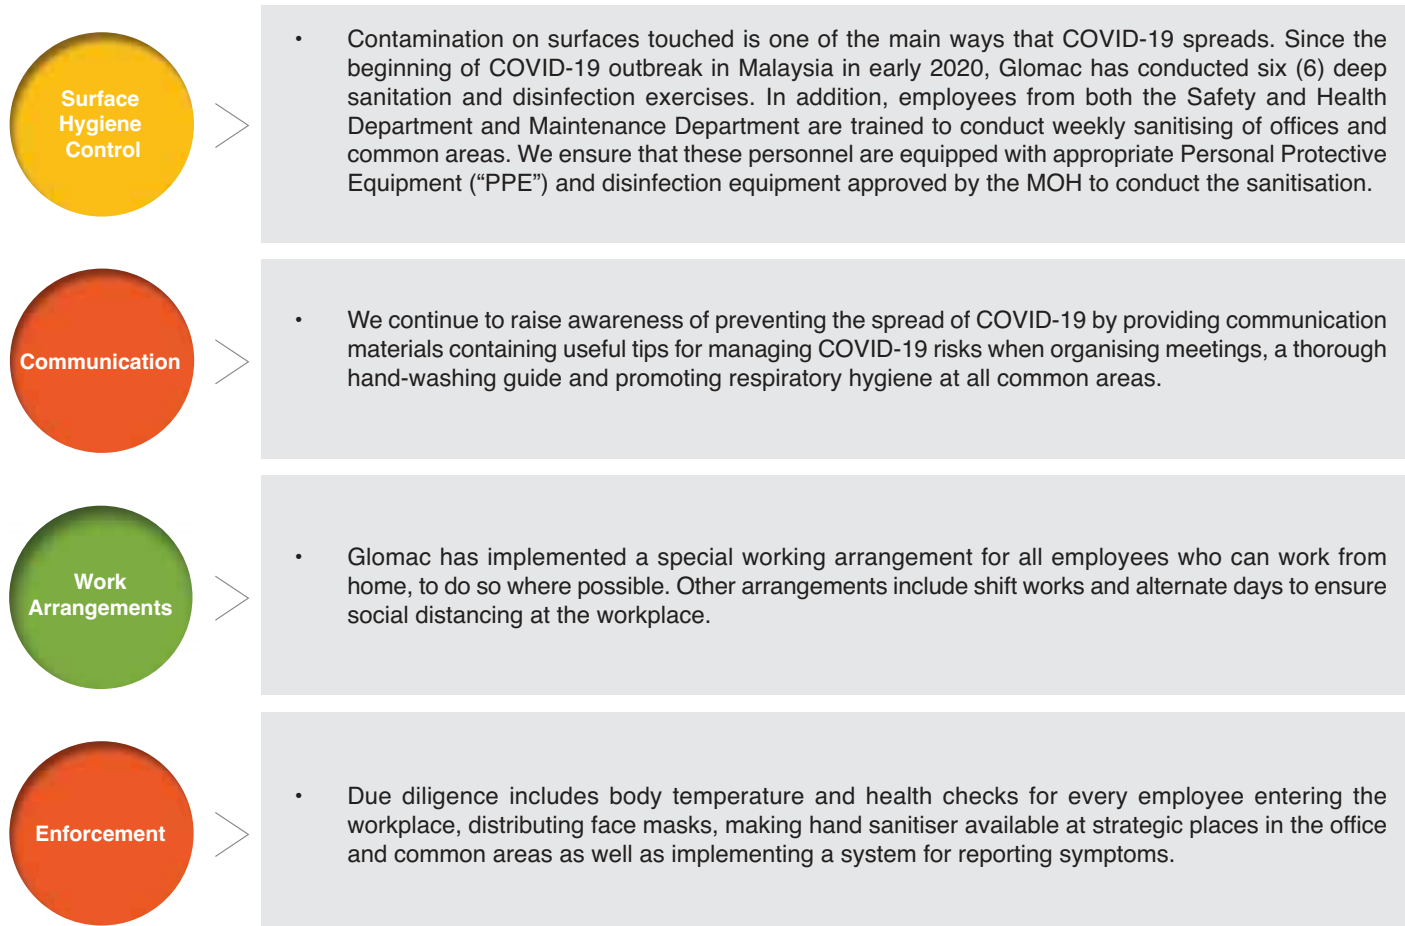 Surface
Hygiene
Control
• Contamination on surfaces touched is one of the main ways that COVID-19 spreads. Since the
beginning of COVID-19 outbreak in Malaysia in early 2020, Glomac has conducted six (6) deep
sanitation and disinfection exercises. In addition, employees from both the Safety and Health
Department and Maintenance Department are trained to conduct weekly sanitising of offices and
common areas. We ensure that these personnel are equipped with appropriate Personal Protective
Equipment (“PPE”) and disinfection equipment approved by the MOH to conduct the sanitisation.
Communication
• We continue to raise awareness of preventing the spread of COVID-19 by providing communication
materials containing useful tips for managing COVID-19 risks when organising meetings, a thorough
hand-washing guide and promoting respiratory hygiene at all common areas.
Work
Arrangements
• Glomac has implemented a special working arrangement for all employees who can work from
home, to do so where possible. Other arrangements include shift works and alternate days to ensure
social distancing at the workplace.
Enforcement
• Due diligence includes body temperature and health checks for every employee entering the
workplace, distributing face masks, making hand sanitiser available at strategic places in the office
and common areas as well as implementing a system for reporting symptoms.